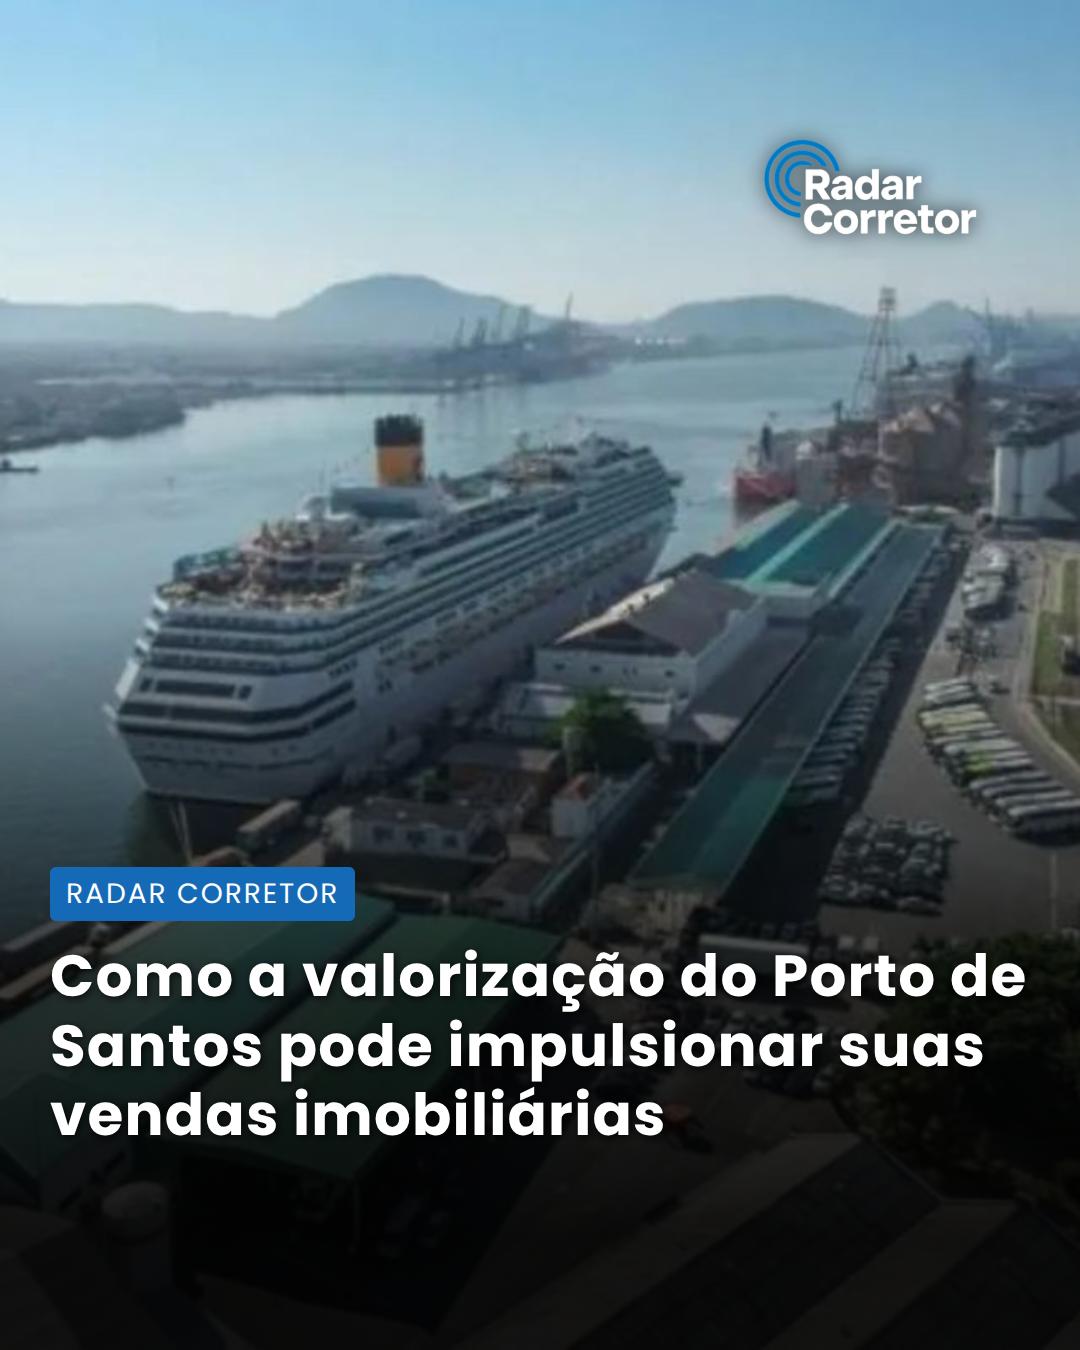 Radar
Corretor
RADAR CORRETOR
Como a valorização do Porto de
Santos pode impulsionar suas
vendas imobiliárias